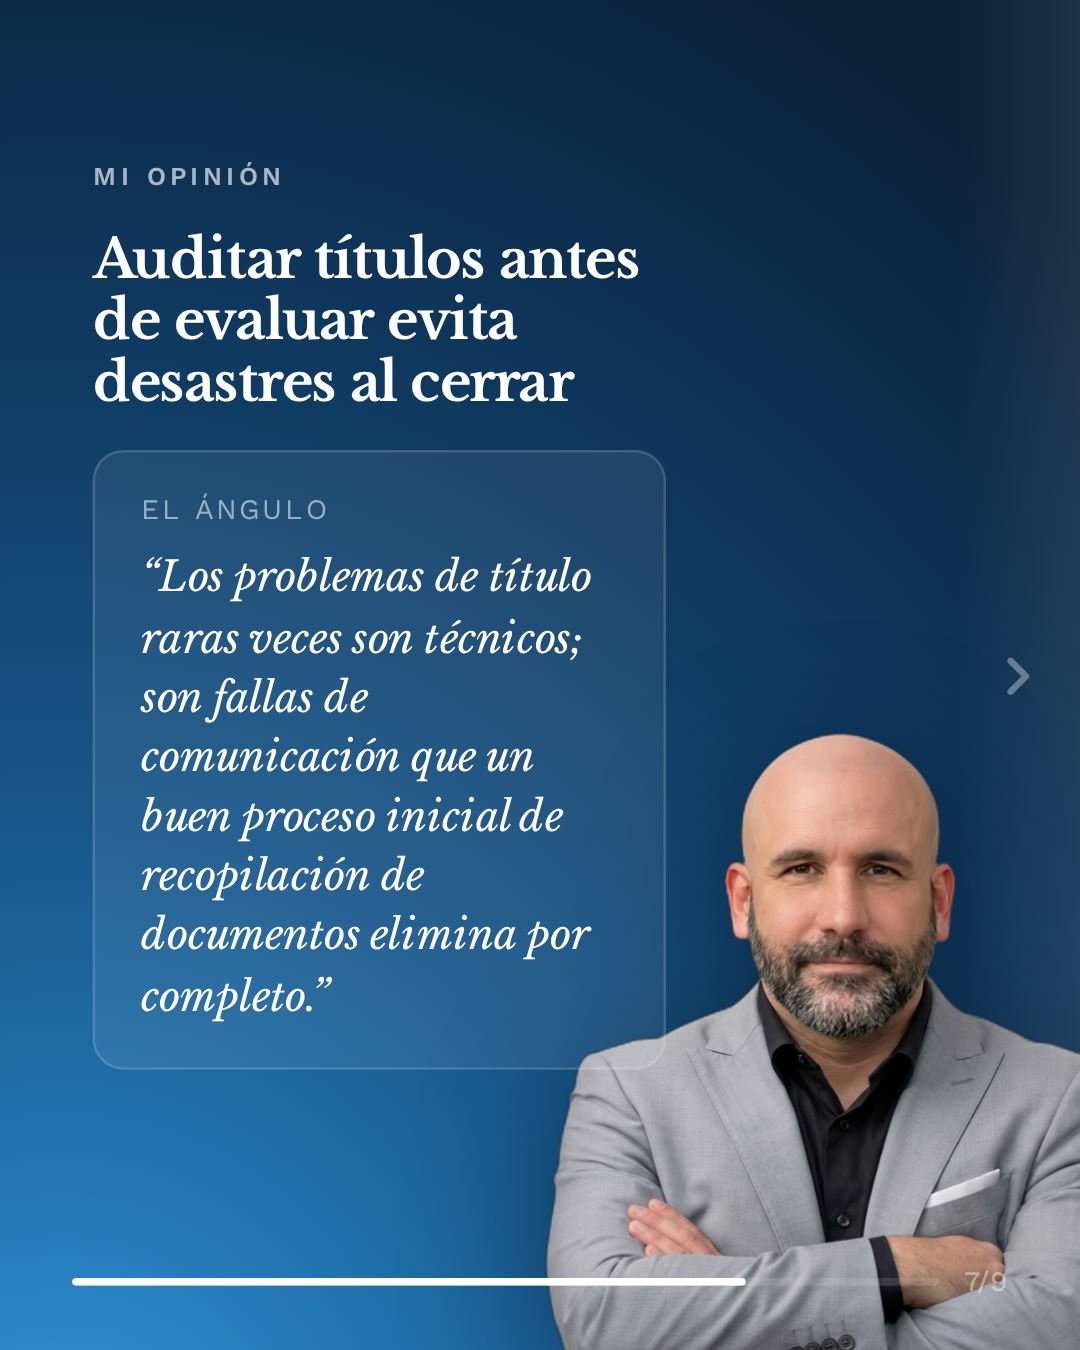 MI OPINIÓN
Auditar títulos antes
de evaluar evita
desastres al cerrar
EL ÁNGULO
“Los problemas de título
raras veces son técnicos;
son fallas de
comunicación que un
buen proceso inicial de
recopilación de
documentos elimina por
completo.”
7/9